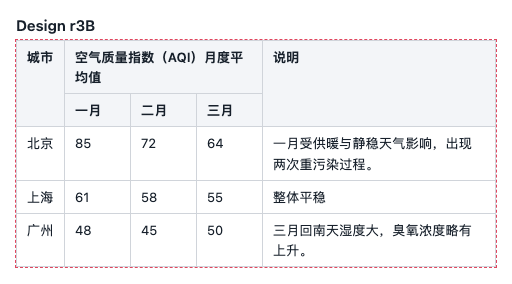 Design r3B
城市
空气质量指数（AQI）月度平
均值
说明
一月
二月
三月
北京
85
72
64
一月受供暖与静稳天气影响，出现
两次重污染过程。
上海
61
58
55
整体平稳
广州
48
45
50
三月回南天湿度大，臭氧浓度略有
上升。